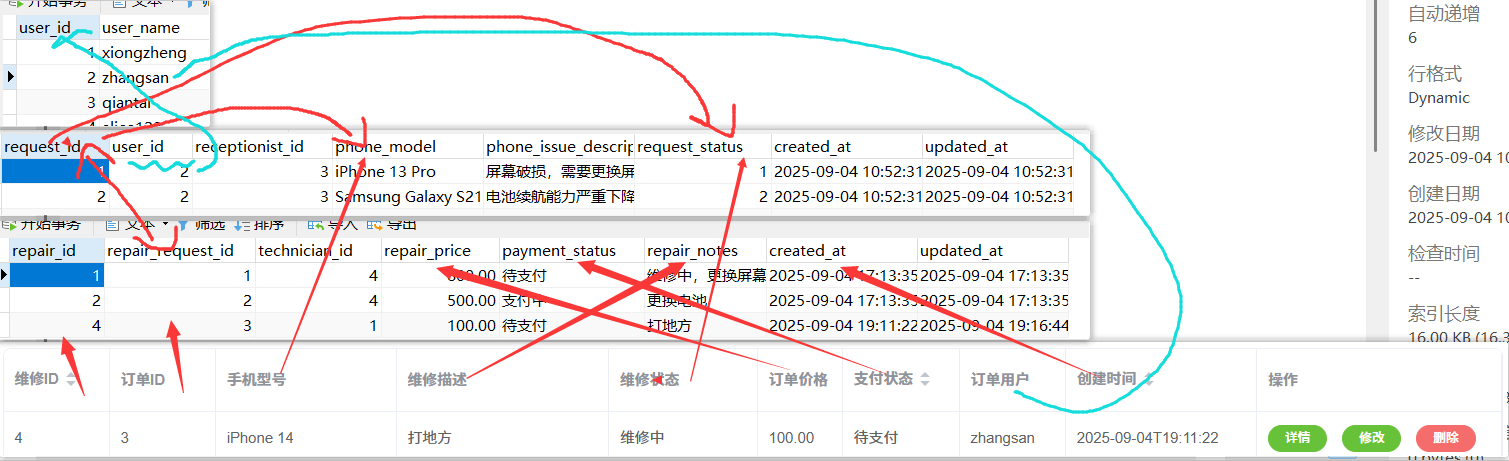 开始事务 文本 筛
user_id user_name
1 xiongzheng
2 zhangsan
3 qiantai
request_id user_id receptionist_id phone_model phone_issue_descrip request_status created_at updated_at
1 2 3 iPhone 13 Pro 屏幕破损，需要更换屏 1 2025-09-04 10:52:31 2025-09-04 10:52:31
2 2 3 Samsung Galaxy S21 电池续航能力严重下降 2 2025-09-04 10:52:31 2025-09-04 10:52:31
开始事务 文本 筛选 排序 导入 导出
repair_id repair_request_id technician_id repair_price payment_status repair_notes created_at updated_at
1 1 4 00.00 待支付 维修中，更换屏幕 2025-09-04 17:13:35 2025-09-04 17:13:35
2 2 4 500.00 支付中 更换电池 2025-09-04 17:13:35 2025-09-04 17:13:35
4 3 1 100.00 待支付 打地方 2025-09-04 19:11:22 2025-09-04 19:16:44
维修ID 订单ID 手机型号 维修描述 维修状态 订单价格 支付状态 订单用户 创建时间 操作
4 3 iPhone 14 打地方 维修中 100.00 待支付 zhangsan 2025-09-04T19:11:22 详情 修改 删除
自动递增
6
行格式
Dynamic
修改日期
2025-09-04 10
创建日期
2025-09-04 10
检查时间
--
索引长度
16.00 KB (16,3